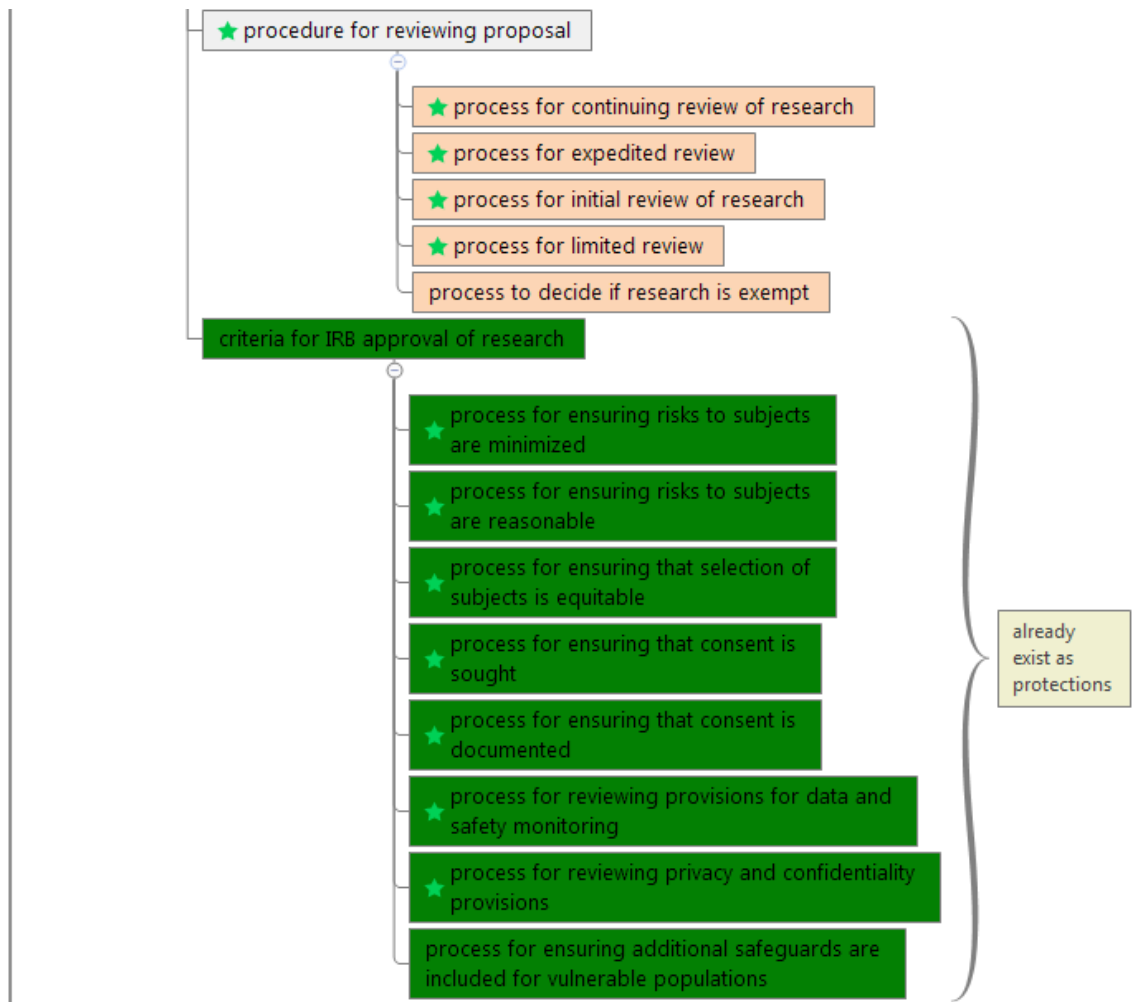 procedure for reviewing proposal
process for continuing review of research
process for expedited review
process for initial review of research
process for limited review
process to decide if research is exempt
criteria for IRB approval of research
process for ensuring risks to subjects
are minimized
process for ensuring risks to subjects
are reasonable
process for ensuring that selection of
subjects is equitable
process for ensuring that consent is
sought
process for ensuring that consent is
documented
process for reviewing provisions for data and
safety monitoring
process for reviewing privacy and confidentiality
provisions
process for ensuring additional safeguards are
included for vulnerable populations
already
exist as
protections